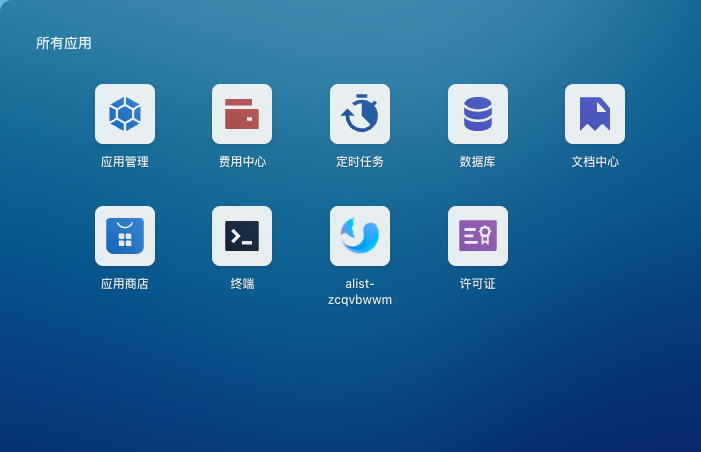 所有应用
应用管理
费用中心
定时任务
数据库
文档中心
应用商店
终端
alist-
zcqvbwwm
许可证